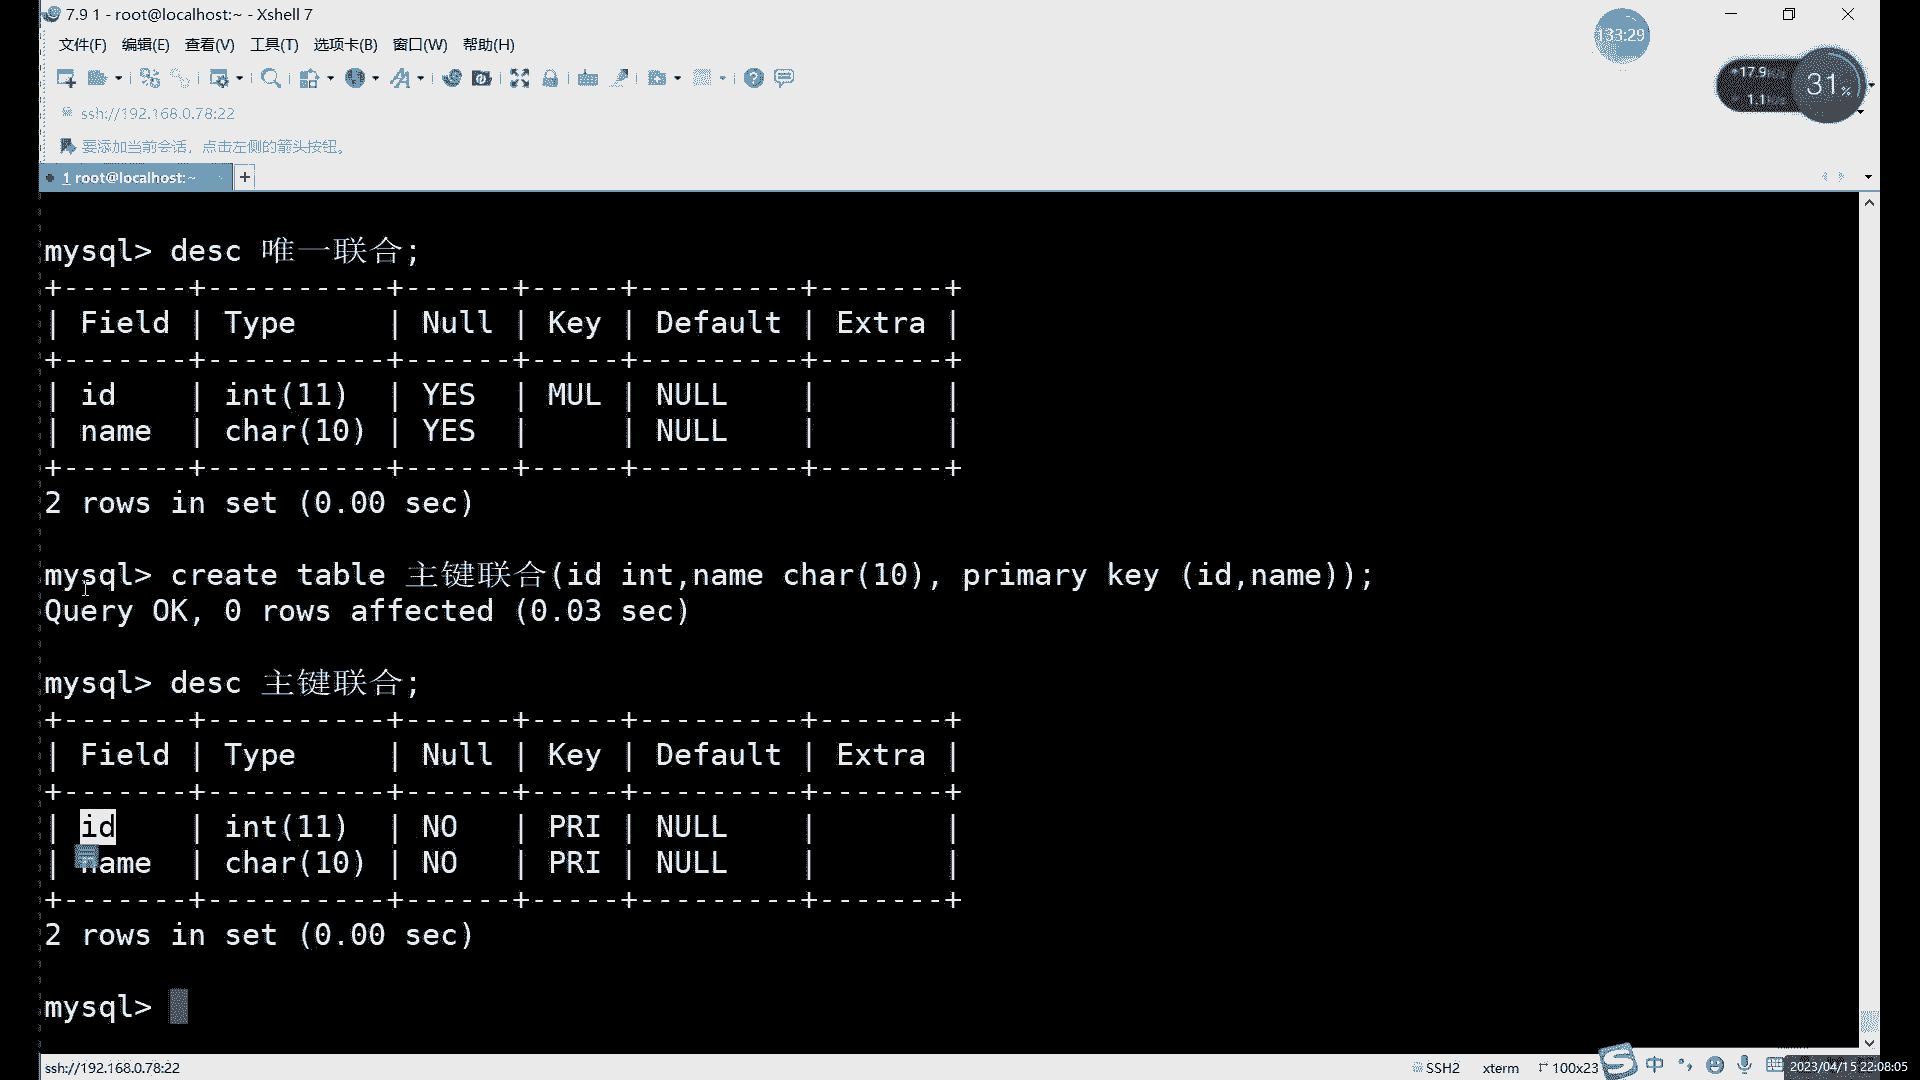 7.9 1 - root@localhost:~ - Xshell 7
133:29
文件(F) 编辑(E) 查看(V) 工具(T) 选项卡(B) 窗口(W) 帮助(H)
17.9
1.1
31%
ssh://192.168.0.78:22
要添加当前会话，点击左侧的箭头按钮。
1 root@localhost:~
+
mysql> desc 唯一联合;
+-------+----------+------+-----+---------+-------+
| Field | Type     | Null | Key | Default | Extra |
+-------+----------+------+-----+---------+-------+
| id    | int(11)  | YES  | MUL | NULL    |       |
| name  | char(10) | YES  |     | NULL    |       |
+-------+----------+------+-----+---------+-------+
2 rows in set (0.00 sec)
mysql> create table 主键联合(id int,name char(10), primary key (id,name));
Query OK, 0 rows affected (0.03 sec)
mysql> desc 主键联合;
+-------+----------+------+-----+---------+-------+
| Field | Type     | Null | Key | Default | Extra |
+-------+----------+------+-----+---------+-------+
| id    | int(11)  | NO   | PRI | NULL    |       |
| name  | char(10) | NO   | PRI | NULL    |       |
+-------+----------+------+-----+---------+-------+
2 rows in set (0.00 sec)
mysql>
ssh://192.168.0.78:22
SSH2 xterm 100x23 中 2023/04/15 22:08:05